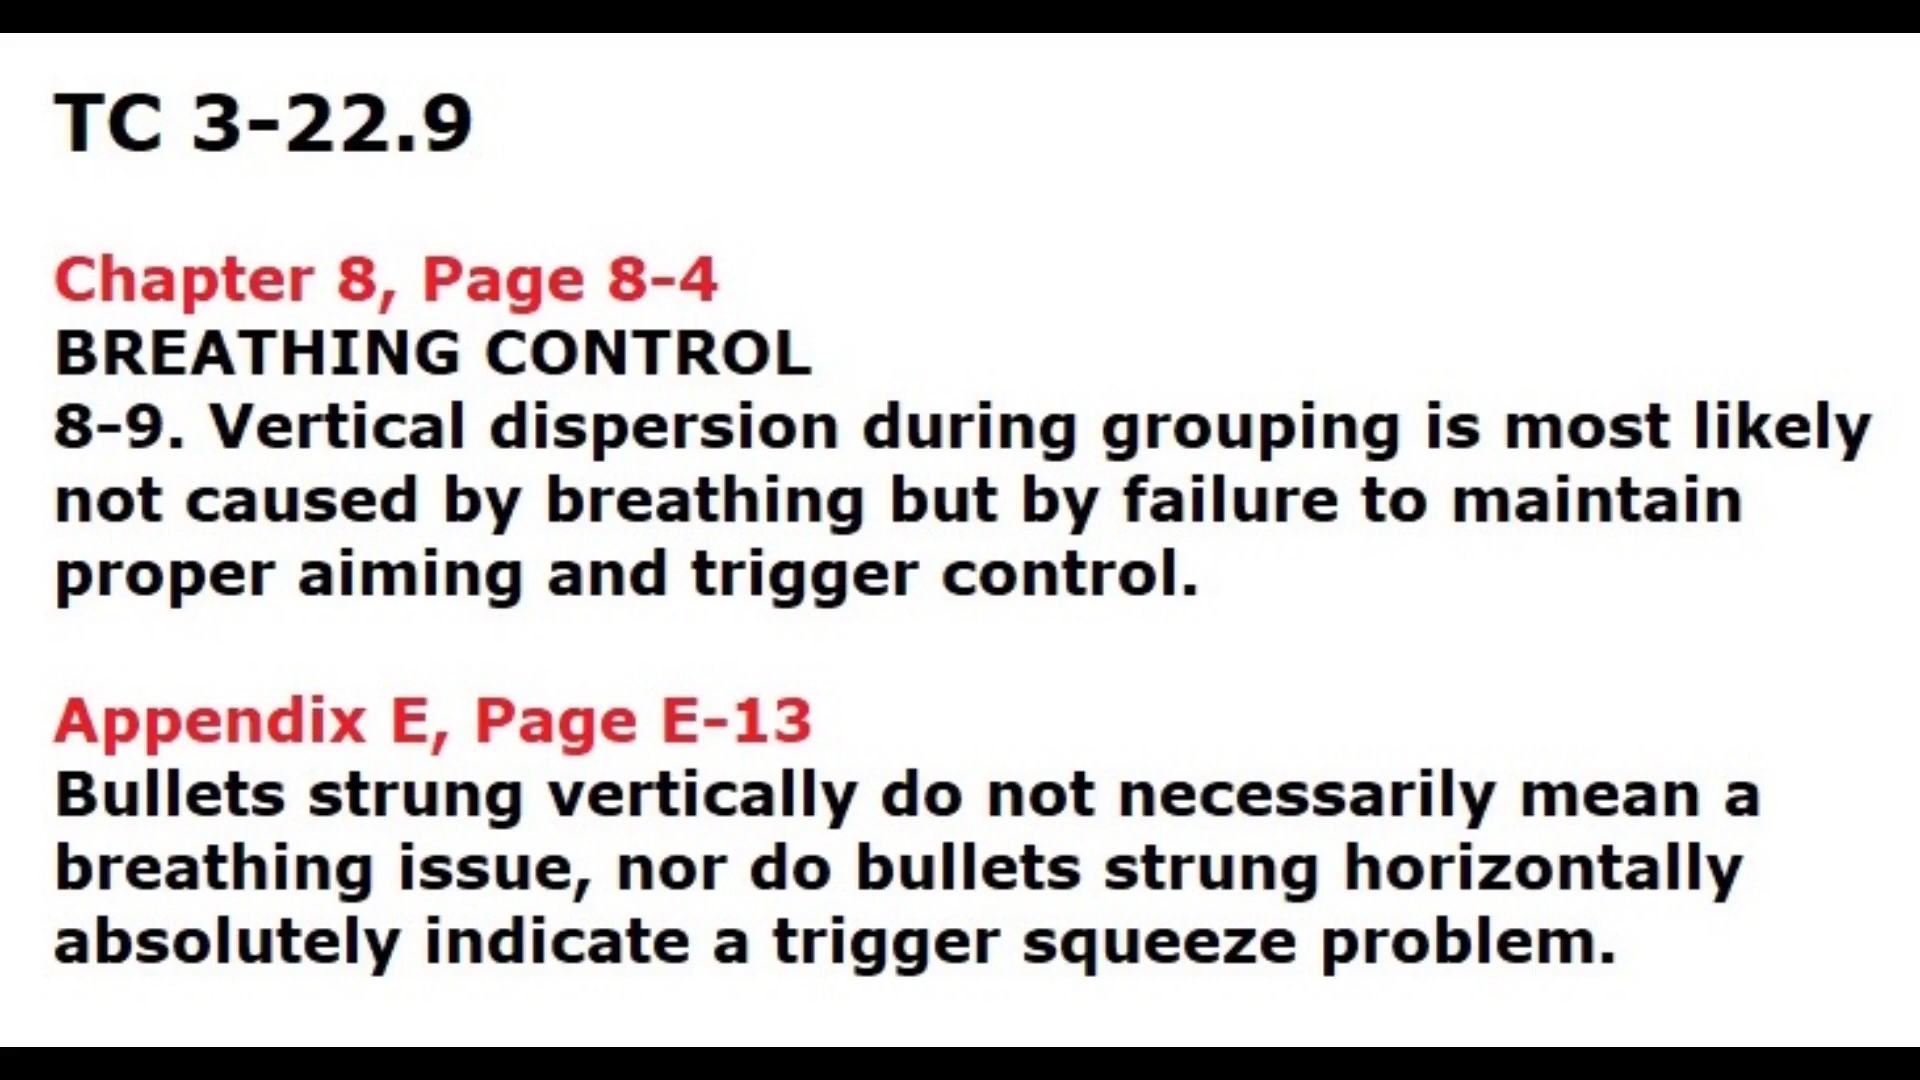 TC 3-22.9
Chapter 8, Page 8-4
BREATHING CONTROL
8-9. Vertical dispersion during grouping is most likely
not caused by breathing but by failure to maintain
proper aiming and trigger control.
Appendix E, Page E-13
Bullets strung vertically do not necessarily mean a
breathing issue, nor do bullets strung horizontally
absolutely indicate a trigger squeeze problem.